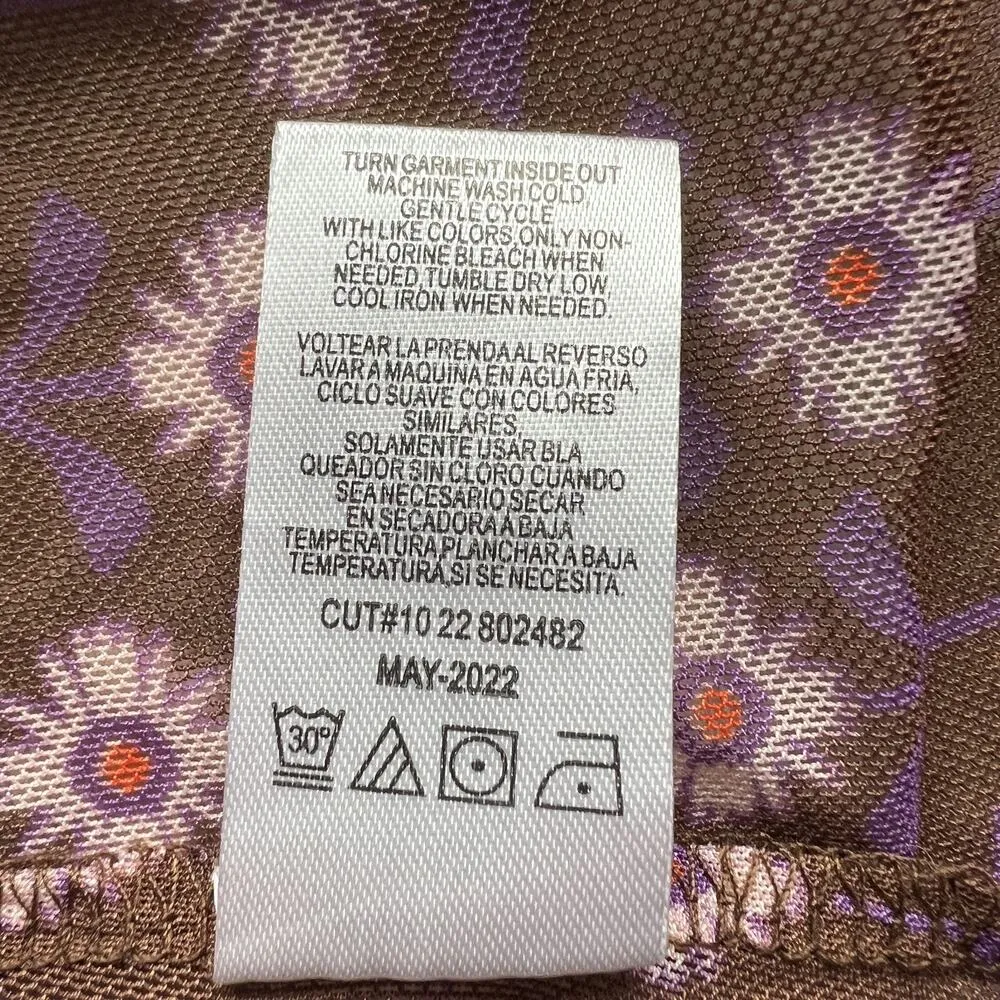 TURN GARMENT INSIDE OUT
MACHINE WASH COLD
GENTLE CYCLE
WITH LIKE COLORS,ONLY NON-
CHLORINE BLEACH WHEN
NEEDED,TUMBLE DRY LOW
COOL IRON WHEN NEEDED.
VOLTEAR LA PRENDA AL REVERSO
LAVAR A MAQUINA EN AGUA FRIA,
CICLO SUAVE CON COLORES
SIMILARES,
SOLAMENTE USAR BLA
QUEADOR SIN CLORO CUANDO
SEA NECESARIO,SECAR
EN SECADORA A BAJA
TEMPERATURA,PLANCHAR A BAJA
TEMPERATURA,SI SE NECESITA.
CUT#10 22 802482
MAY-2022
30°